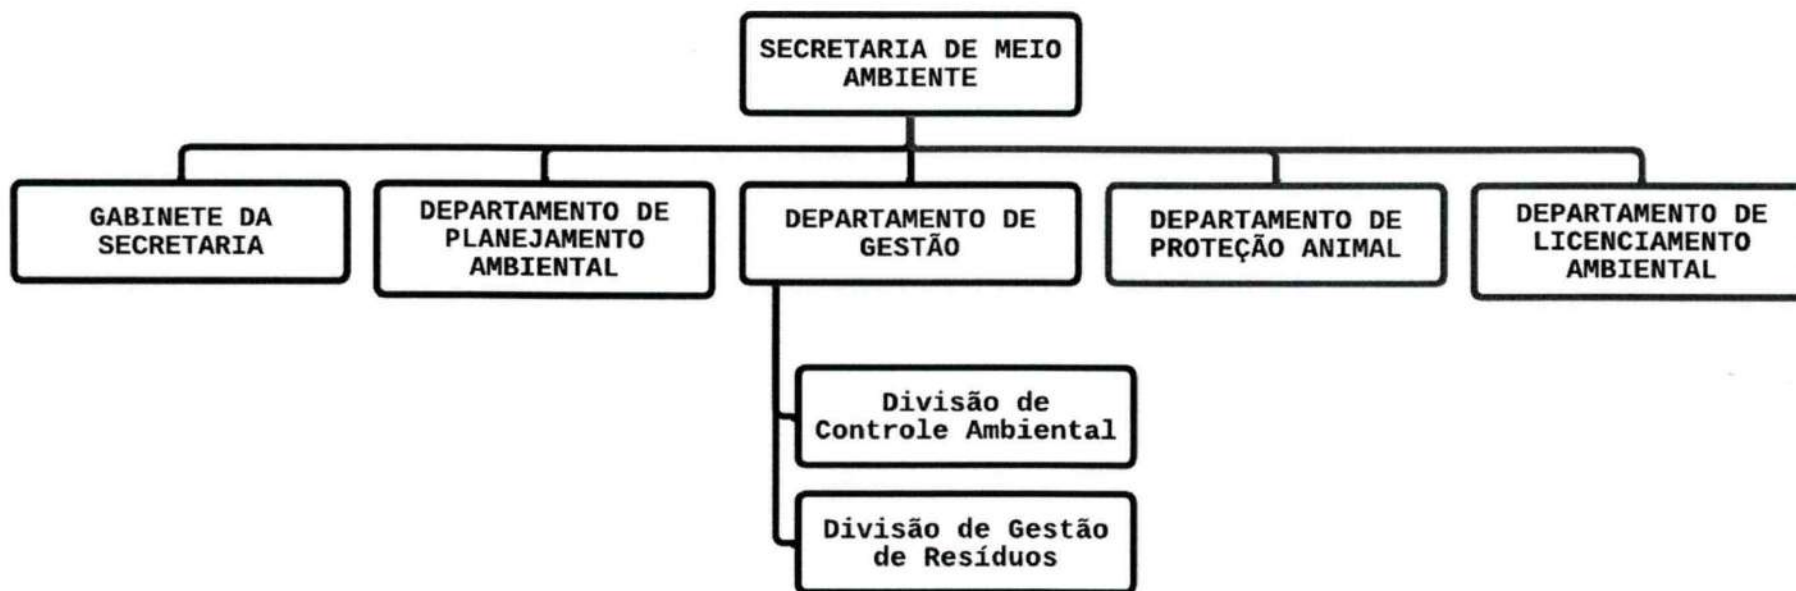 SECRETARIA DE MEIO
AMBIENTE
GABINETE DA
SECRETARIA
DEPARTAMENTO DE
PLANEJAMENTO
AMBIENTAL
DEPARTAMENTO DE
GESTÃO
DEPARTAMENTO DE
PROTEÇÃO ANIMAL
DEPARTAMENTO DE
LICENCIAMENTO
AMBIENTAL
Divisão de
Controle Ambiental
Divisão de Gestão
de Resíduos